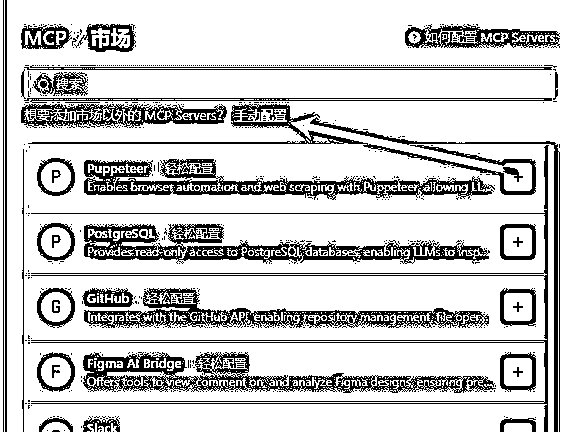 MCP / 市场
如何配置 MCP Servers
搜索
想要添加市场以外的 MCP Servers? 手动配置
P
Puppeteer 轻松配置
Enables browser automation and web scraping with Puppeteer, allowing LL...
+
P
PostgreSQL 轻松配置
Provides read-only access to PostgreSQL databases, enabling LLMs to insp...
+
G
GitHub 轻松配置
Integrates with the GitHub API, enabling repository management, file oper...
+
F
Figma AI Bridge 轻松配置
Offers tools to view, comment on, and analyze Figma designs, ensuring pre...
+
Slack